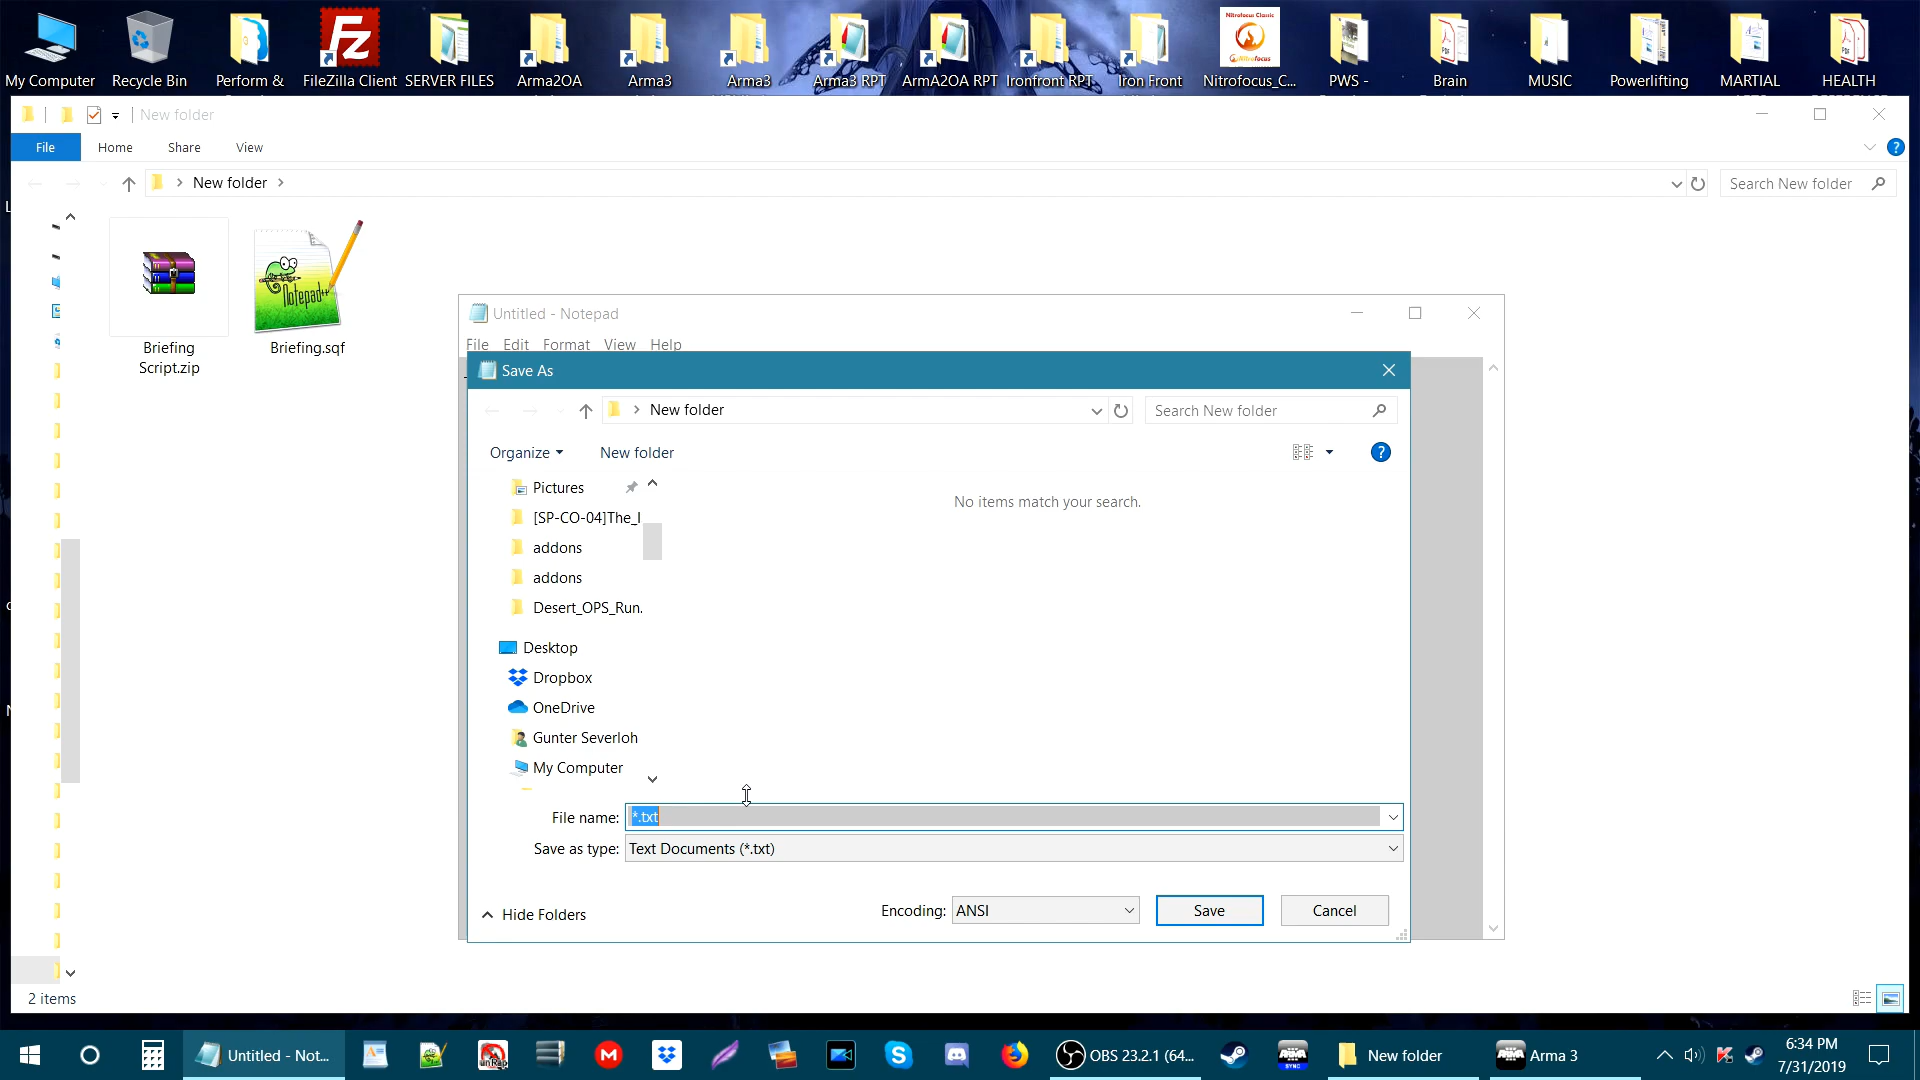 My Computer
Recycle Bin
Perform &
FileZilla Client
SERVER FILES
Arma2OA
Arma3
Arma3
Arma3 RPT
ArmA2OA RPT
Ironfront RPT
Iron Front
Nitrofocus_C...
PWS -
Brain
MUSIC
Powerlifting
MARTIAL
HEALTH
New folder
File
Home
Share
View
New folder
Search New folder
Briefing
Script.zip
Notepad++
Briefing.sqf
Untitled - Notepad
File Edit Format View Help
Save As
New folder
Search New folder
Organize
New folder
Pictures
[SP-CO-04]The_I
addons
addons
Desert_OPS_Run.
Desktop
Dropbox
OneDrive
Gunter Severloh
My Computer
No items match your search.
File name: *.txt
Save as type: Text Documents (*.txt)
Hide Folders
Encoding: ANSI
Save
Cancel
2 items
Untitled - Not...
OBS 23.2.1 (64...
New folder
Arma 3
6:34 PM
7/31/2019